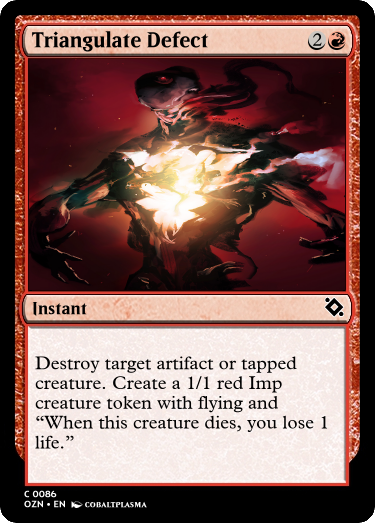 Triangulate Defect 2
Instant
Destroy target artifact or tapped
creature. Create a 1/1 red Imp
creature token with flying and
“When this creature dies, you lose 1
life.”
C 0086
OZN • EN COBALTPLASMA